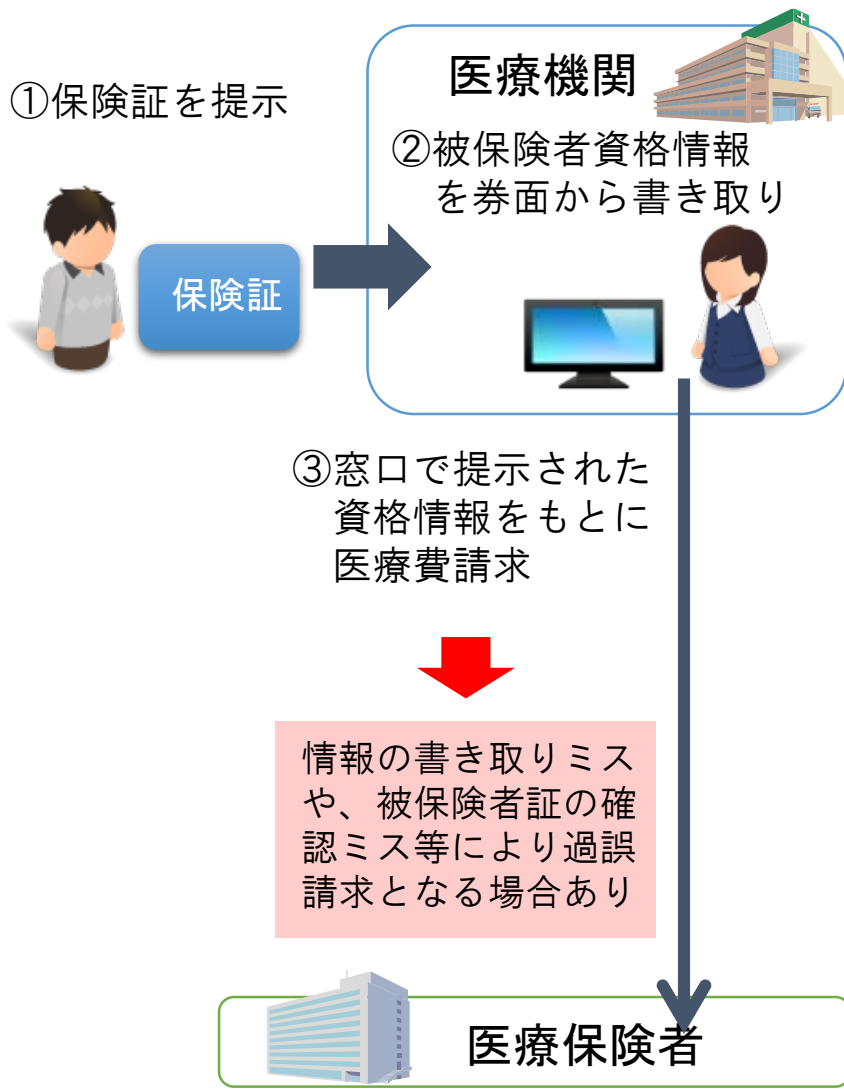 医療機関
①保険証を提示
②被保険者資格情報
を券面から書き取り
保険証
③窓口で提示された
資格情報をもとに
医療費請求
情報の書き取りミス
や、被保険者証の確
認ミス等により過誤
請求となる場合あり
医療保険者